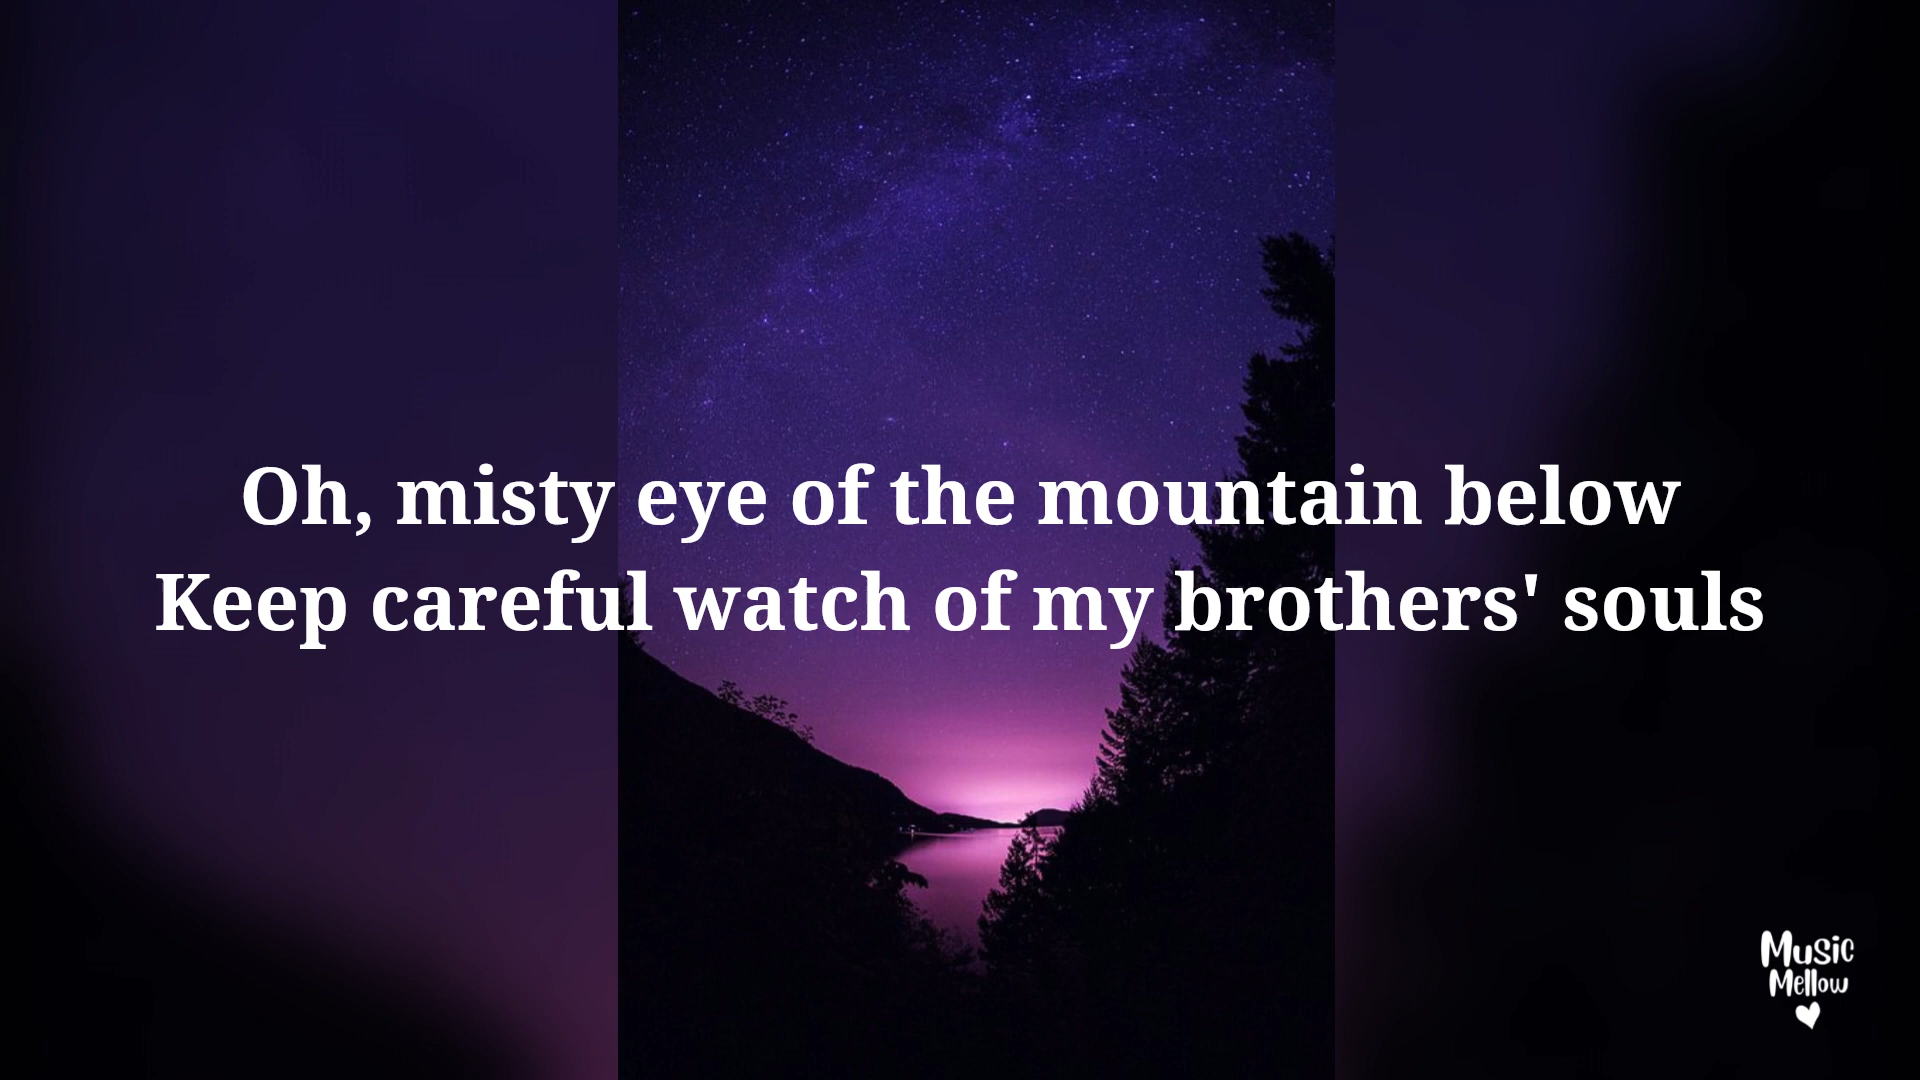 Oh, misty eye of the mountain below
Keep careful watch of my brothers' souls
Music
Mellow